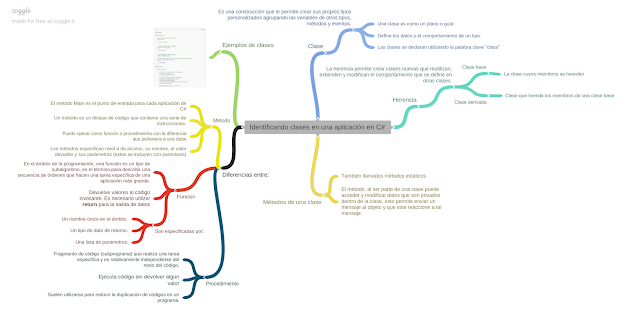 coggle
made for free at coggle.it
Es una construcción que te permite crear sus propios tipos
personalizados agrupando las variables de otros tipos,
métodos y eventos.
Clase
Una clase es como un plano o guía
Define los datos y el comportamiento de un tipo.
Las clases se declaran utilizando la palabra clave "class"
Ejemplos de clases
La herencia permite crear clases nuevas que reutilizan,
extienden y modifican el comportamiento que se define en
otras clases.
Herencia
Clase base
La clase cuyos miembros se heredan
Clase derivada
Clase que hereda los miembros de una clase base
Identificando clases en una aplicación en C#
El método Main es el punto de entrada para cada aplicación de
C#
Un método es un bloque de código que contiene una serie de
instrucciones.
Puede operar como función o procedimiento con la diferencia
que pertenece a una clase
Los métodos especifican nivel de acceso, su nombre, el valor
devuelto y sus parámetros (estos se incluyen con paréntesis)
Método
Diferencias entre:
En el ámbito de la programación, una función es un tipo de
subalgoritmo, es el término para describir una
secuencia de órdenes que hacen una tarea específica de una
aplicación más grande.
Devuelve valores al código
invocante. Es necesario utilizar
return para la salida de datos
Funcion
Un nombre único en el ámbito.
Un tipo de dato de retorno.
Una lista de parámetros.
Son especificadas por:
Fragmento de código (subprograma) que realiza una tarea
específica y es relativamente independiente del
resto del código.
Ejecuta código sin devolver algún
valor
Suelen utilizarse para reducir la duplicación de códigos en un
programa.
Procedimiento
Métodos de una clase
También llamados métodos estáticos
El método, al ser parte de una clase puede
acceder y modificar datos que son privados
dentro de la clase, esto permite enviar un
mensaje al objeto y que este reaccione a tal
mensaje.